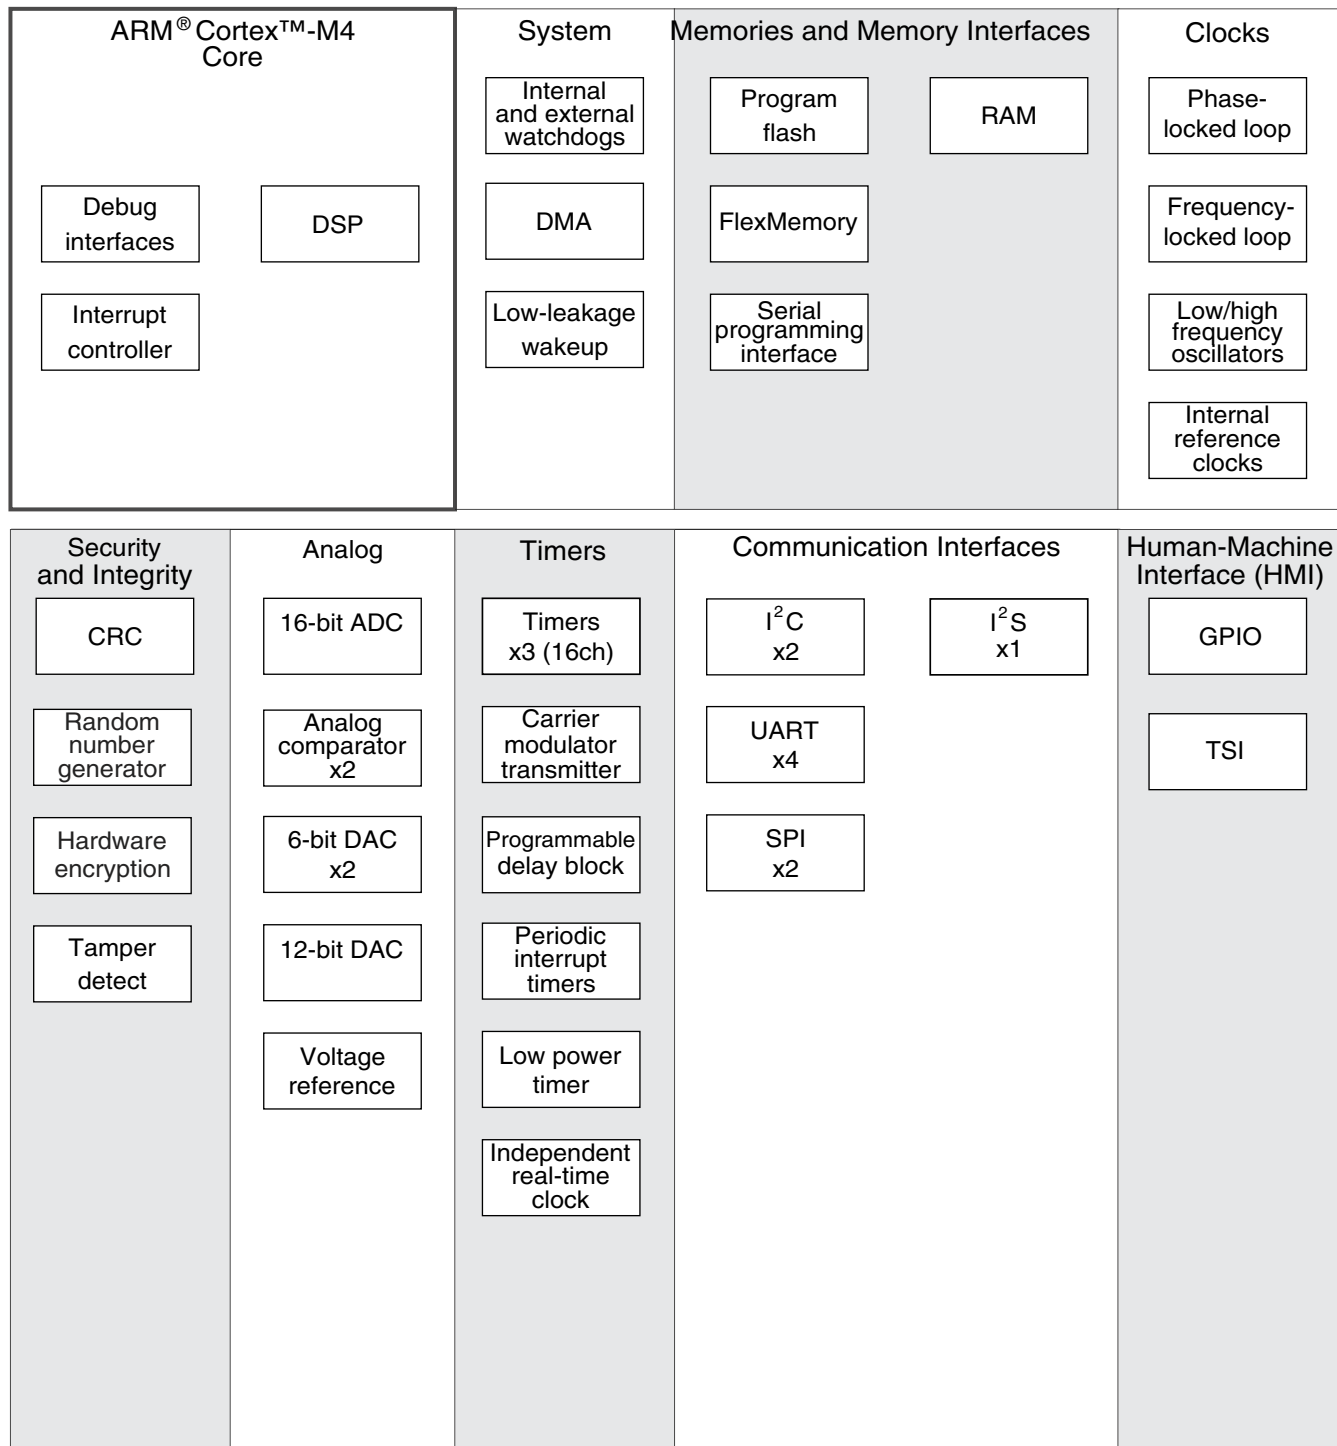 ARM® Cortex™-M4
Core
Debug
interfaces
DSP
Interrupt
controller
System
Internal
and external
watchdogs
DMA
Low-leakage
wakeup
Memories and Memory Interfaces
Program
flash
RAM
FlexMemory
Serial
programming
interface
Clocks
Phase-
locked loop
Frequency-
locked loop
Low/high
frequency
oscillators
Internal
reference
clocks
Security
and Integrity
CRC
Random
number
generator
Hardware
encryption
Tamper
detect
Analog
16-bit ADC
Analog
comparator
x2
6-bit DAC
x2
12-bit DAC
Voltage
reference
Timers
Timers
x3 (16ch)
Carrier
modulator
transmitter
Programmable
delay block
Periodic
interrupt
timers
Low power
timer
Independent
real-time
clock
Communication Interfaces
I²C
x2
I²S
x1
UART
x4
SPI
x2
Human-Machine
Interface (HMI)
GPIO
TSI